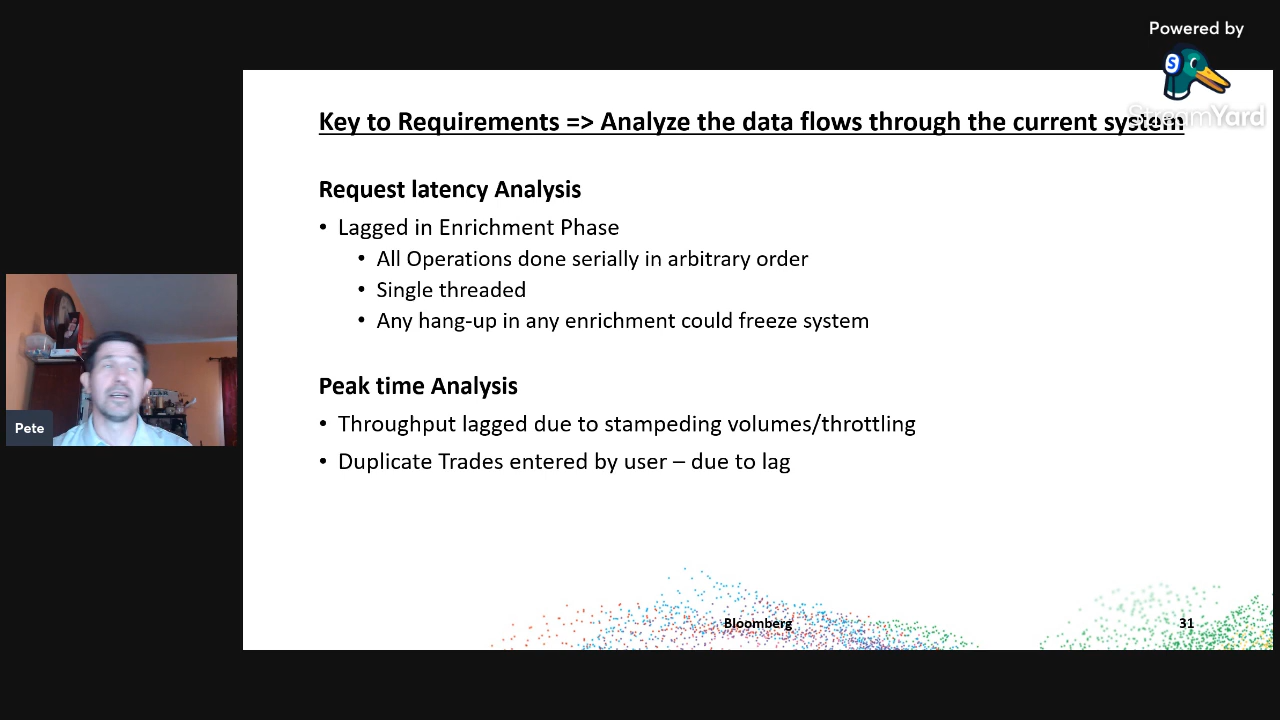 Powered by
S
StreamYard
Key to Requirements => Analyze the data flows through the current system
Request latency Analysis
• Lagged in Enrichment Phase
• All Operations done serially in arbitrary order
• Single threaded
• Any hang-up in any enrichment could freeze system
Peak time Analysis
• Throughput lagged due to stampeding volumes/throttling
• Duplicate Trades entered by user – due to lag
Pete
Bloomberg
31